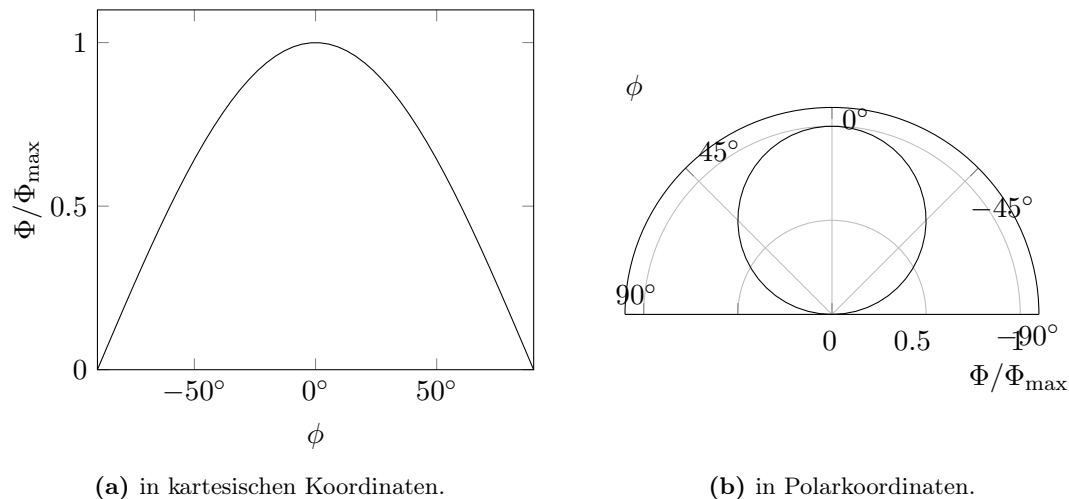 1
0.5
0
Φ/Φmax
−50°
0°
50°
ϕ
(a) in kartesischen Koordinaten.
ϕ
0°
45°
−45°
90°
−90°
0
0.5
1
Φ/Φmax
(b) in Polarkoordinaten.